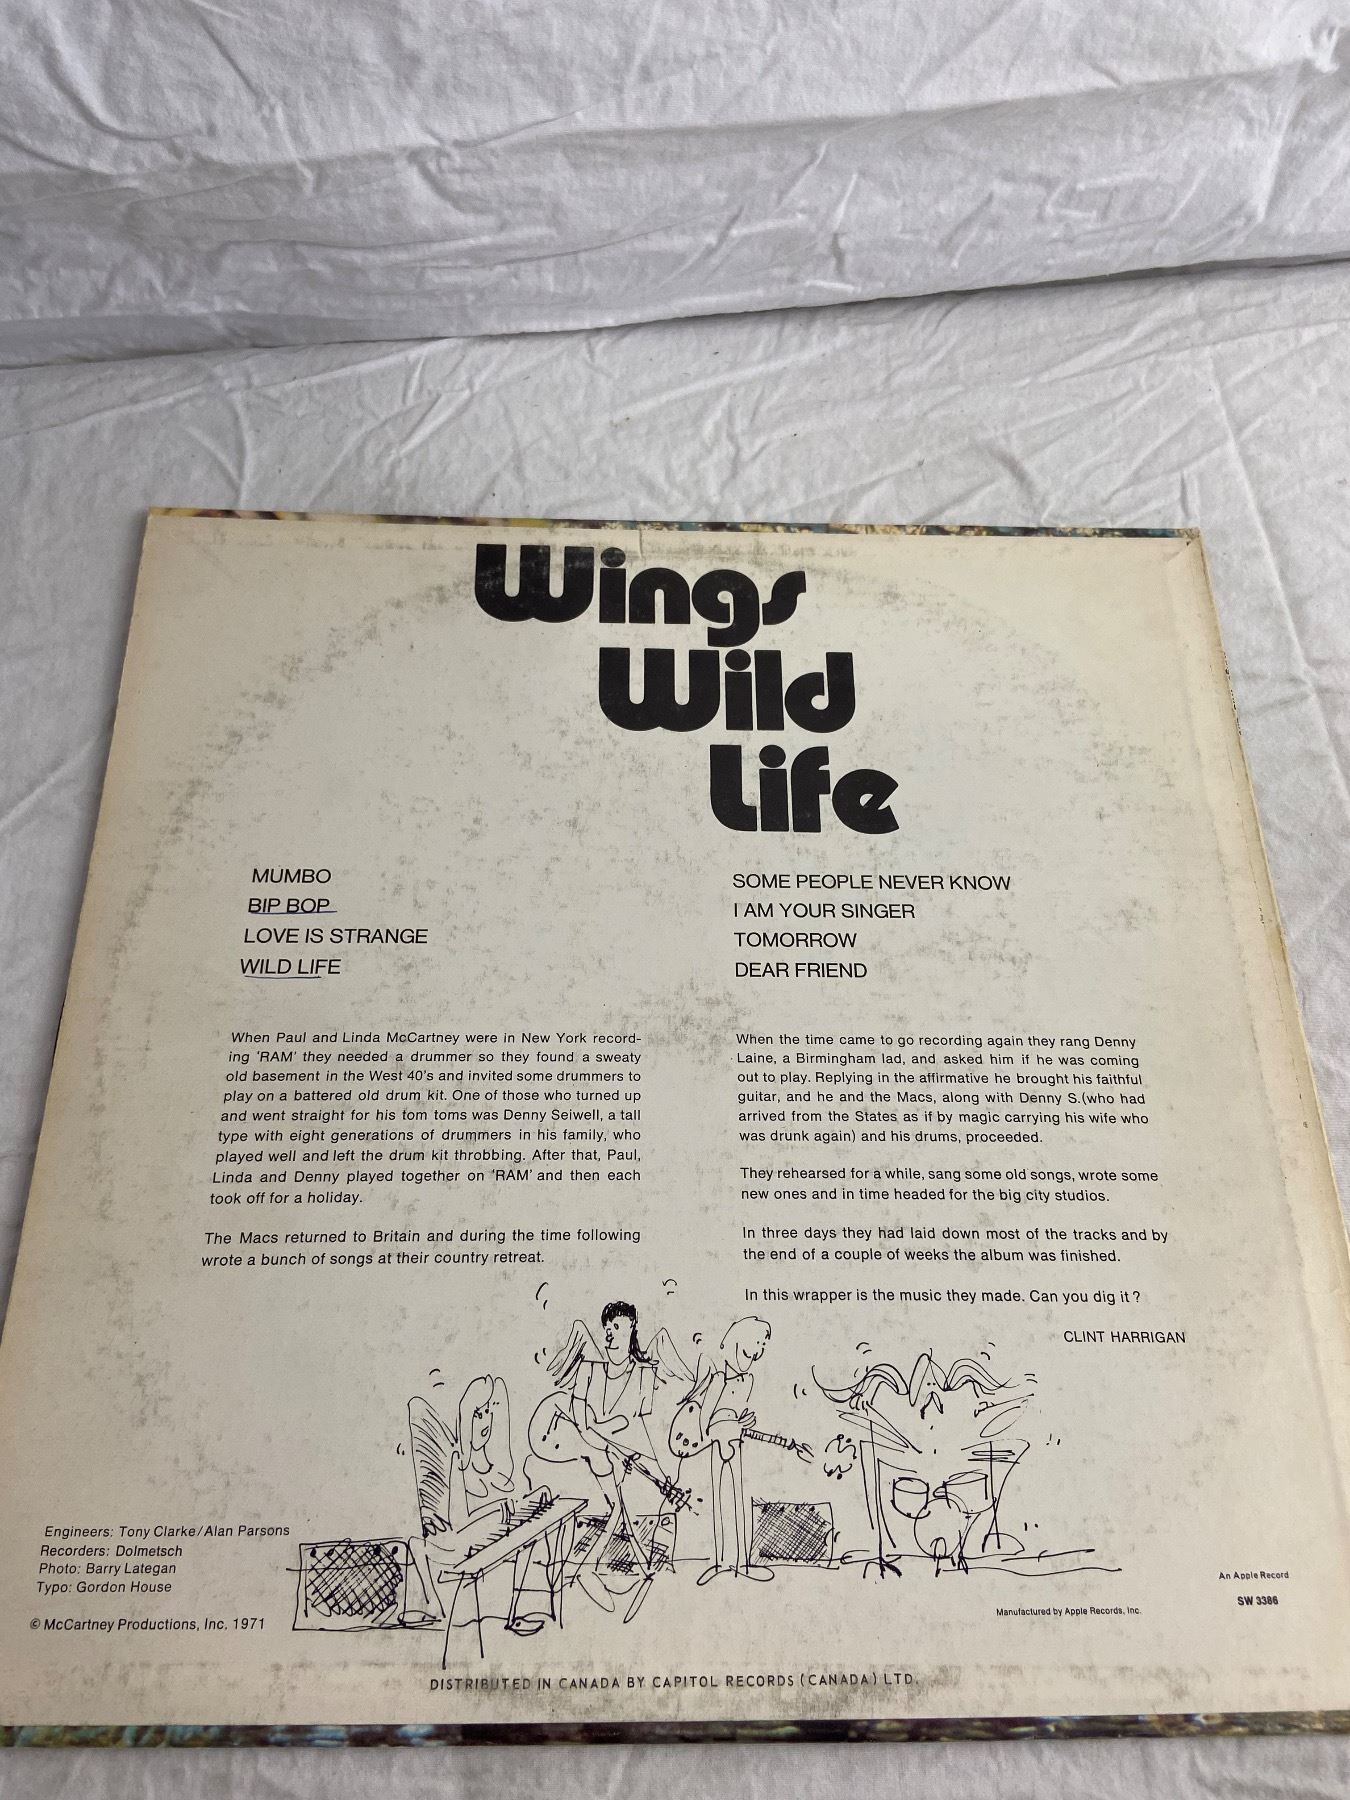 Wings
Wild
Life
MUMBO
BIP BOP
LOVE IS STRANGE
WILD LIFE
SOME PEOPLE NEVER KNOW
I AM YOUR SINGER
TOMORROW
DEAR FRIEND
When Paul and Linda McCartney were in New York record-
ing 'RAM' they needed a drummer so they found a sweaty
old basement in the West 40's and invited some drummers to
play on a battered old drum kit. One of those who turned up
and went straight for his tom toms was Denny Seiwell, a tall
type with eight generations of drummers in his family, who
played well and left the drum kit throbbing. After that, Paul,
Linda and Denny played together on 'RAM' and then each
took off for a holiday.
The Macs returned to Britain and during the time following
wrote a bunch of songs at their country retreat.
When the time came to go recording again they rang Denny
Laine, a Birmingham lad, and asked him if he was coming
out to play. Replying in the affirmative he brought his faithful
guitar, and he and the Macs, along with Denny S.(who had
arrived from the States as if by magic carrying his wife who
was drunk again) and his drums, proceeded.
They rehearsed for a while, sang some old songs, wrote some
new ones and in time headed for the big city studios.
In three days they had laid down most of the tracks and by
the end of a couple of weeks the album was finished.
In this wrapper is the music they made. Can you dig it?
CLINT HARRIGAN
Engineers: Tony Clarke/Alan Parsons
Recorders: Dolmetsch
Photo: Barry Lategan
Typo: Gordon House
© McCartney Productions, Inc. 1971
An Apple Record
SW 3386
Manufactured by Apple Records, Inc.
DISTRIBUTED IN CANADA BY CAPITOL RECORDS (CANADA) LTD.